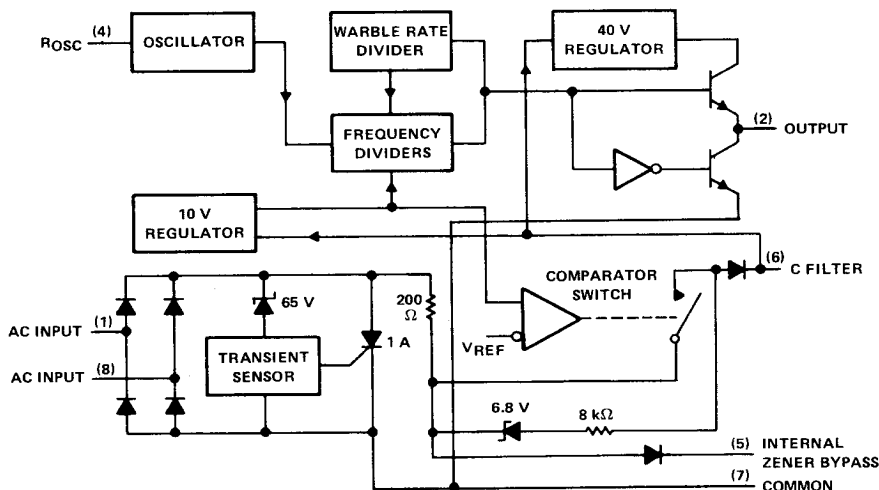 ROSC (4)
OSCILLATOR
WARBLE RATE
DIVIDER
40 V
REGULATOR
FREQUENCY
DIVIDERS
(2) OUTPUT
10 V
REGULATOR
(6)
C FILTER
65 V
200
Ω
COMPARATOR
SWITCH
AC INPUT (1)
TRANSIENT
SENSOR
1 A
VREF
AC INPUT (8)
6.8 V
8 kΩ
(5) INTERNAL
ZENER BYPASS
(7)
COMMON